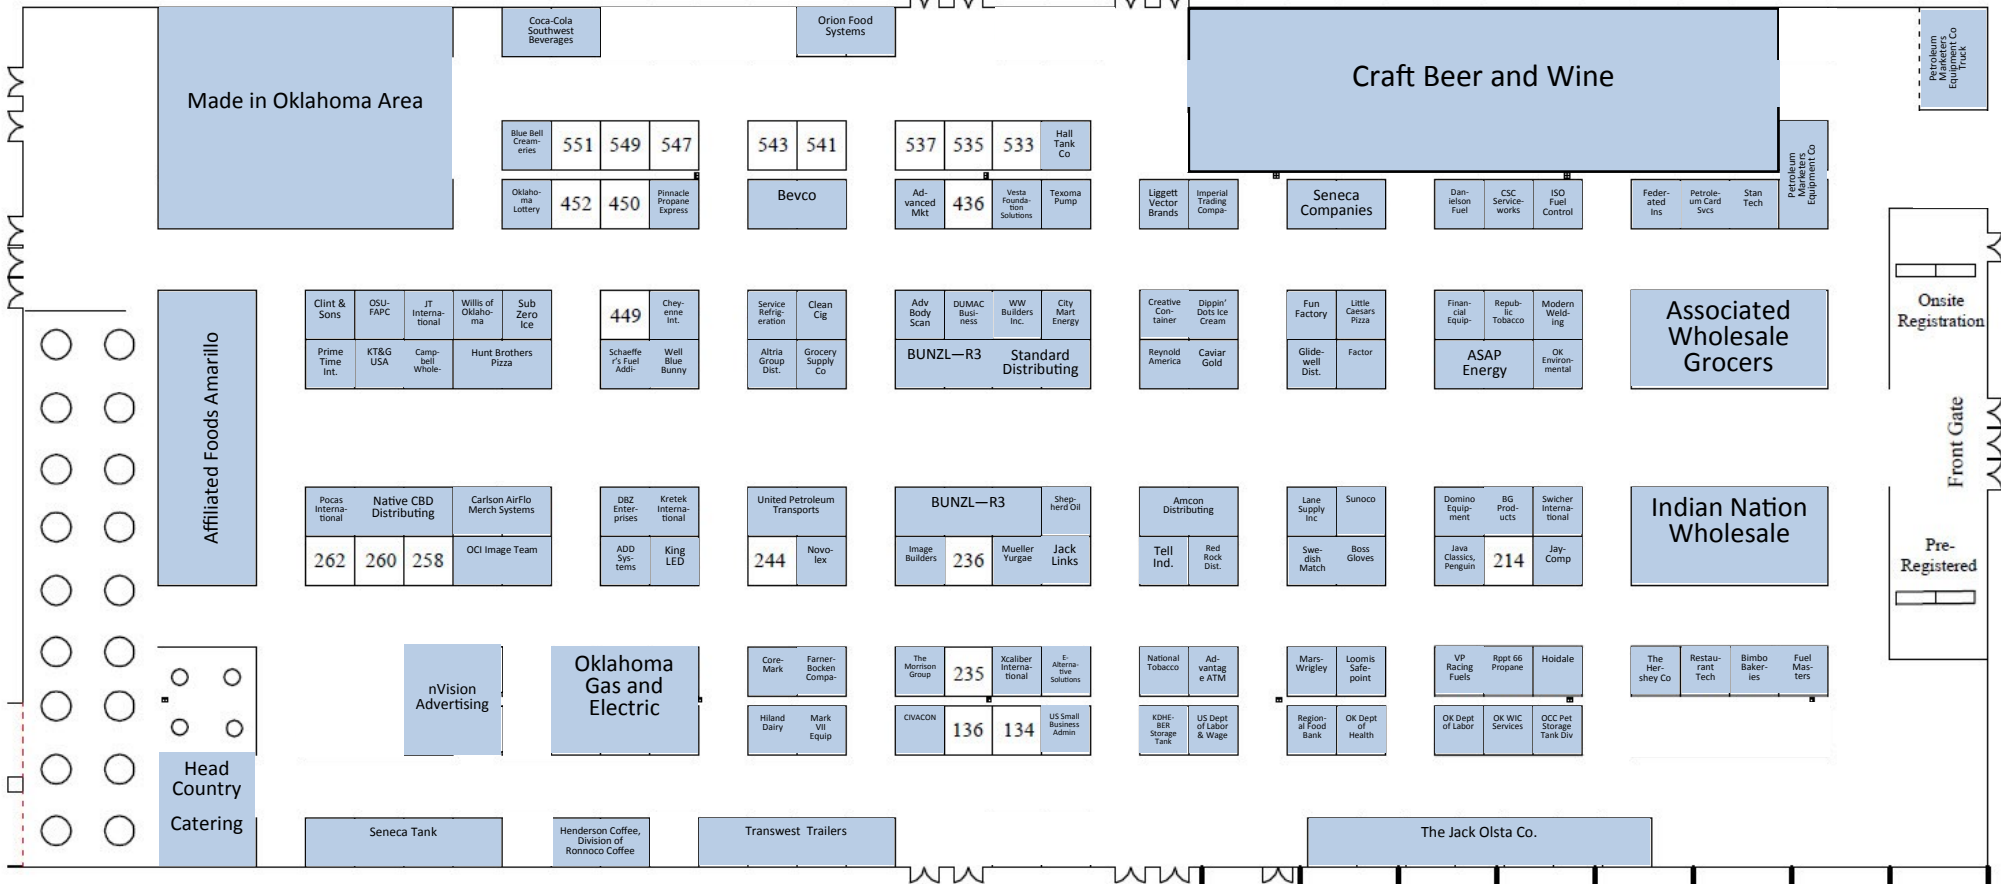 Coca-Cola
Southwest
Beverages
Orion Food
Systems
Made in Oklahoma Area
Craft Beer and Wine
Petroleum
Marketers
Equipment Co
Truck
Blue Bell
Cream-
eries
551
549
547
543
541
537
535
533
Hall
Tank
Co
Oklaho-
ma
Lottery
452
450
Pinnacle
Propane
Express
Bevco
Ad-
vanced
Mkt
436
Vesta
Founda-
tion
Solutions
Texoma
Pump
Liggett
Vector
Brands
Imperial
Trading
Compa-
Seneca
Companies
Dan-
ielson
Fuel
CSC
Service-
works
ISO
Fuel
Control
Feder-
ated
Ins
Petrole-
um Card
Svcs
Stan
Tech
Petroleum
Marketers
Equipment Co
Affiliated Foods Amarillo
Clint &
Sons
OSU-
FAPC
JT
Interna-
tional
Willis of
Oklaho-
ma
Sub
Zero
Ice
449
Chey-
enne
Int.
Service
Refrig-
eration
Clean
Cig
Adv
Body
Scan
DUMAC
Busi-
ness
WW
Builders
Inc.
City
Mart
Energy
Creative
Con-
tainer
Dippin'
Dots Ice
Cream
Fun
Factory
Little
Caesars
Pizza
Finan-
cial
Equip-
Repub-
lic
Tobacco
Modern
Weld-
ing
Associated
Wholesale
Grocers
Onsite
Registration
Prime
Time
Int.
KT&G
USA
Camp-
bell
Whole-
Hunt Brothers
Pizza
Schaeffe
r's Fuel
Addi-
Well
Blue
Bunny
Altria
Group
Dist.
Grocery
Supply
Co
BUNZL—R3
Standard
Distributing
Reynold
America
Caviar
Gold
Glide-
well
Dist.
Factor
ASAP
Energy
OK
Environ-
mental
Front Gate
Pocas
Interna-
tional
Native CBD
Distributing
Carlson AirFlo
Merch Systems
DBZ
Enter-
prises
Kretek
Interna-
tional
United Petroleum
Transports
BUNZL—R3
Shep-
herd Oil
Amcon
Distributing
Lane
Supply
Inc
Sunoco
Domino
Equip-
ment
BG
Prod-
ucts
Swicher
Interna-
tional
Indian Nation
Wholesale
262
260
258
OCI Image Team
ADD
Sys-
tems
King
LED
244
Novo-
lex
Image
Builders
236
Mueller
Yurgae
Jack
Links
Tell
Ind.
Red
Rock
Dist.
Swe-
dish
Match
Boss
Gloves
Java
Classics,
Penguin
214
Jay-
Comp
Pre-
Registered
nVision
Advertising
Oklahoma
Gas and
Electric
Core-
Mark
Farner-
Bocken
Compa-
The
Morrison
Group
235
Xcaliber
Interna-
tional
E-
Alterna-
tive
Solutions
National
Tobacco
Ad-
vantag
e ATM
Mars-
Wrigley
Loomis
Safe-
point
VP
Racing
Fuels
Rppt 66
Propane
Hoidale
The
Her-
shey Co
Restau-
rant
Tech
Bimbo
Baker-
ies
Fuel
Mas-
ters
Hiland
Dairy
Mark
VII
Equip
CIVACON
136
134
US Small
Business
Admin
KDHE-
BER
Storage
Tank
US Dept
of Labor
& Wage
Region-
al Food
Bank
OK Dept
of
Health
OK Dept
of Labor
OK WIC
Services
OCC Pet
Storage
Tank Div
Head
Country
Catering
Seneca Tank
Henderson Coffee,
Division of
Ronnoco Coffee
Transwest Trailers
The Jack Olsta Co.